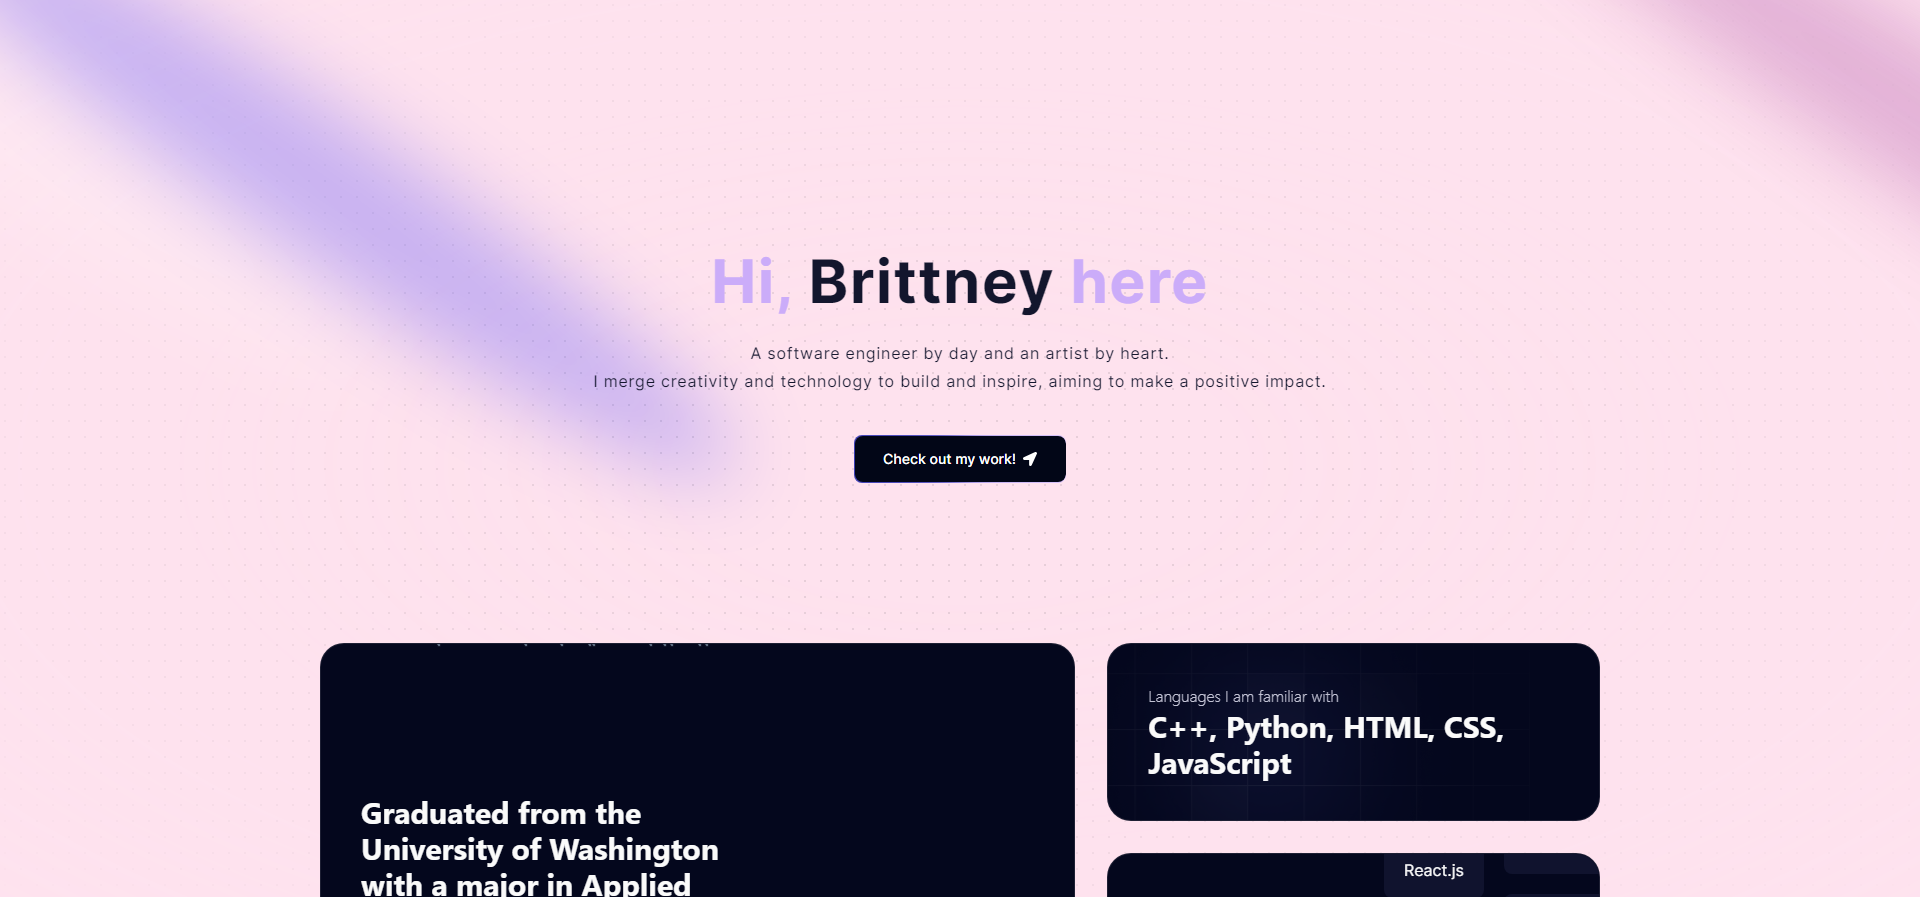 Hi, Brittney here
A software engineer by day and an artist by heart.
I merge creativity and technology to build and inspire, aiming to make a positive impact.
Check out my work!
Graduated from the
University of Washington
with a major in Applied
Languages I am familiar with
C++, Python, HTML, CSS,
JavaScript
React.js